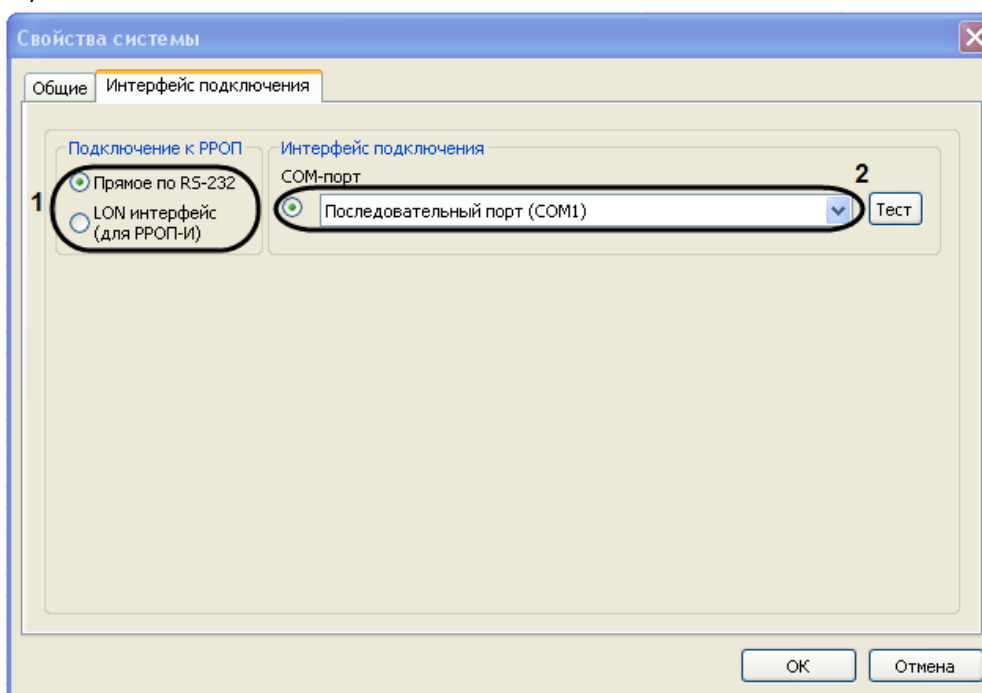 Свойства системы
Общие
Интерфейс подключения
Подключение к РРОП
Интерфейс подключения
Прямое по RS-232
COM-порт
2
1
LON интерфейс
(для РРОП-И)
Последовательный порт (COM1)
Тест
OK
Отмена